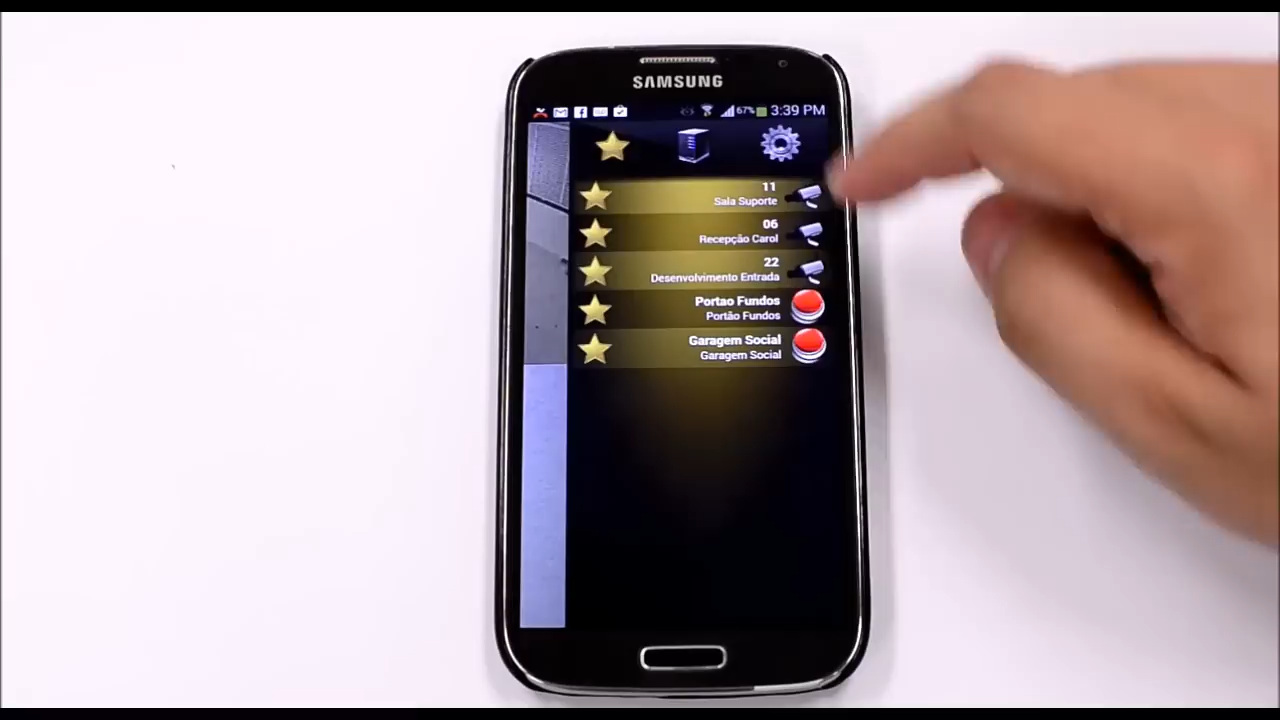 SAMSUNG
67% 3:39 PM
11
Sala Suporte
06
Recepção Carol
22
Desenvolvimento Entrada
Portao Fundos
Portão Fundos
Garagem Social
Garagem Social